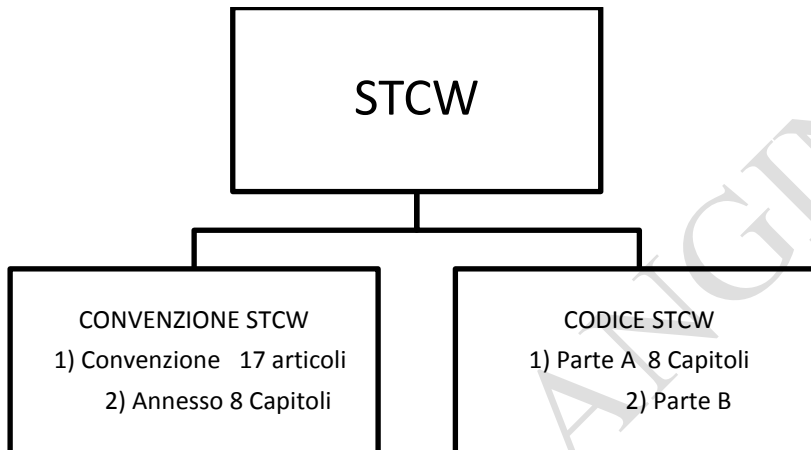 STCW
CONVENZIONE STCW
1) Convenzione 17 articoli
2) Annesso 8 Capitoli
CODICE STCW
1) Parte A 8 Capitoli
2) Parte B